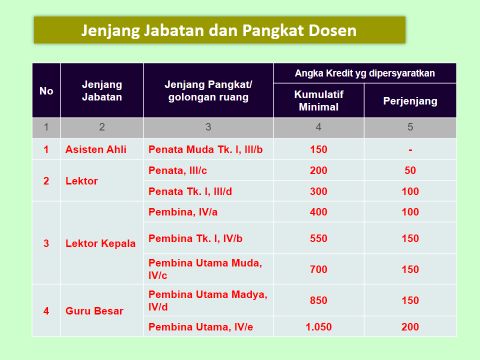 Jenjang Jabatan dan Pangkat Dosen
No
Jenjang
Jabatan
Jenjang Pangkat/
golongan ruang
Angka Kredit yg dipersyaratkan
Kumulatif
Minimal
Perjenjang
1 2 3 4 5
1 Asisten Ahli Penata Muda Tk. I, III/b 150 -
2 Lektor Penata, III/c 200 50
Penata Tk. I, III/d 300 100
3 Lektor Kepala Pembina, IV/a 400 100
Pembina Tk. I, IV/b 550 150
Pembina Utama Muda,
IV/c 700 150
4 Guru Besar Pembina Utama Madya,
IV/d 850 150
Pembina Utama, IV/e 1.050 200